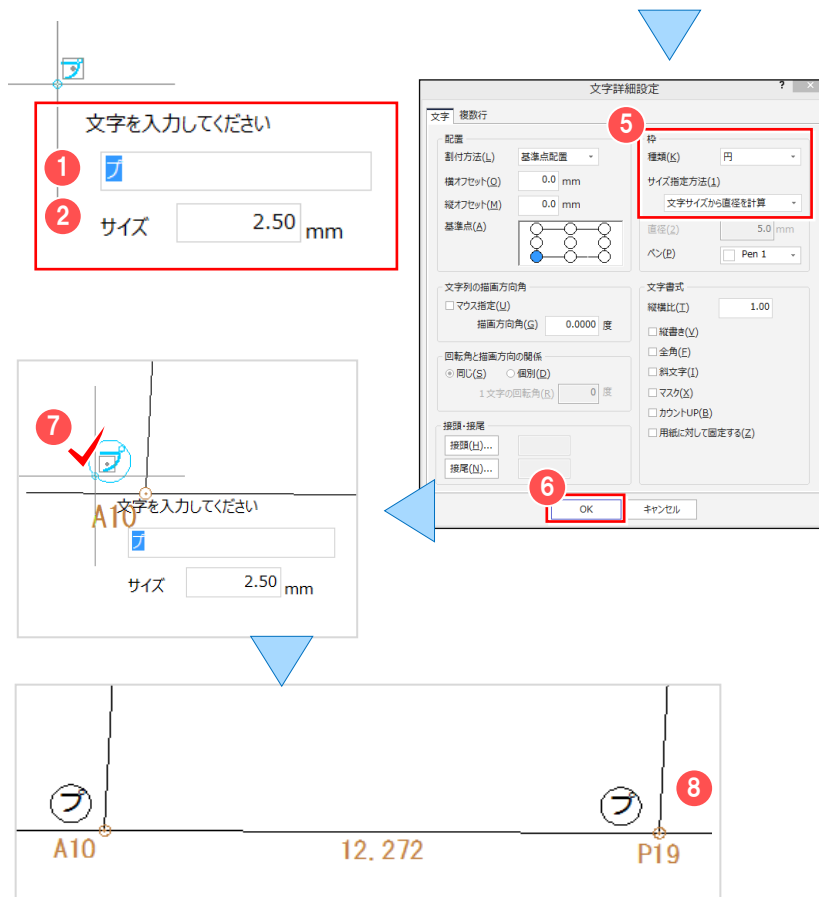 プ
文字を入力してください
1
プ
2
サイズ 2.50 mm
文字詳細設定 ? ×
文字 複数行
5
配置
割付方法(L) 基準点配置
横オフセット(O) 0.0 mm
縦オフセット(M) 0.0 mm
基準点(A)
枠
種類(K) 円
サイズ指定方法(1)
文字サイズから直径を計算
直径(2) 5.0 mm
ペン(P) Pen 1
文字列の描画方向角
マウス指定(U)
描画方向角(G) 0.0000 度
回転角と描画方向の関係
同じ(S) 個別(D)
1文字の回転角(R) 0 度
接頭・接尾
接頭(H)...
接尾(N)...
文字書式
縦横比(T) 1.00
縦書き(V)
全角(F)
斜文字(I)
マスク(X)
カウントUP(B)
用紙に対して固定する(Z)
6
OK キャンセル
7
プ
A10
文字を入力してください
プ
サイズ 2.50 mm
プ
プ
8
A10 12.272 P19